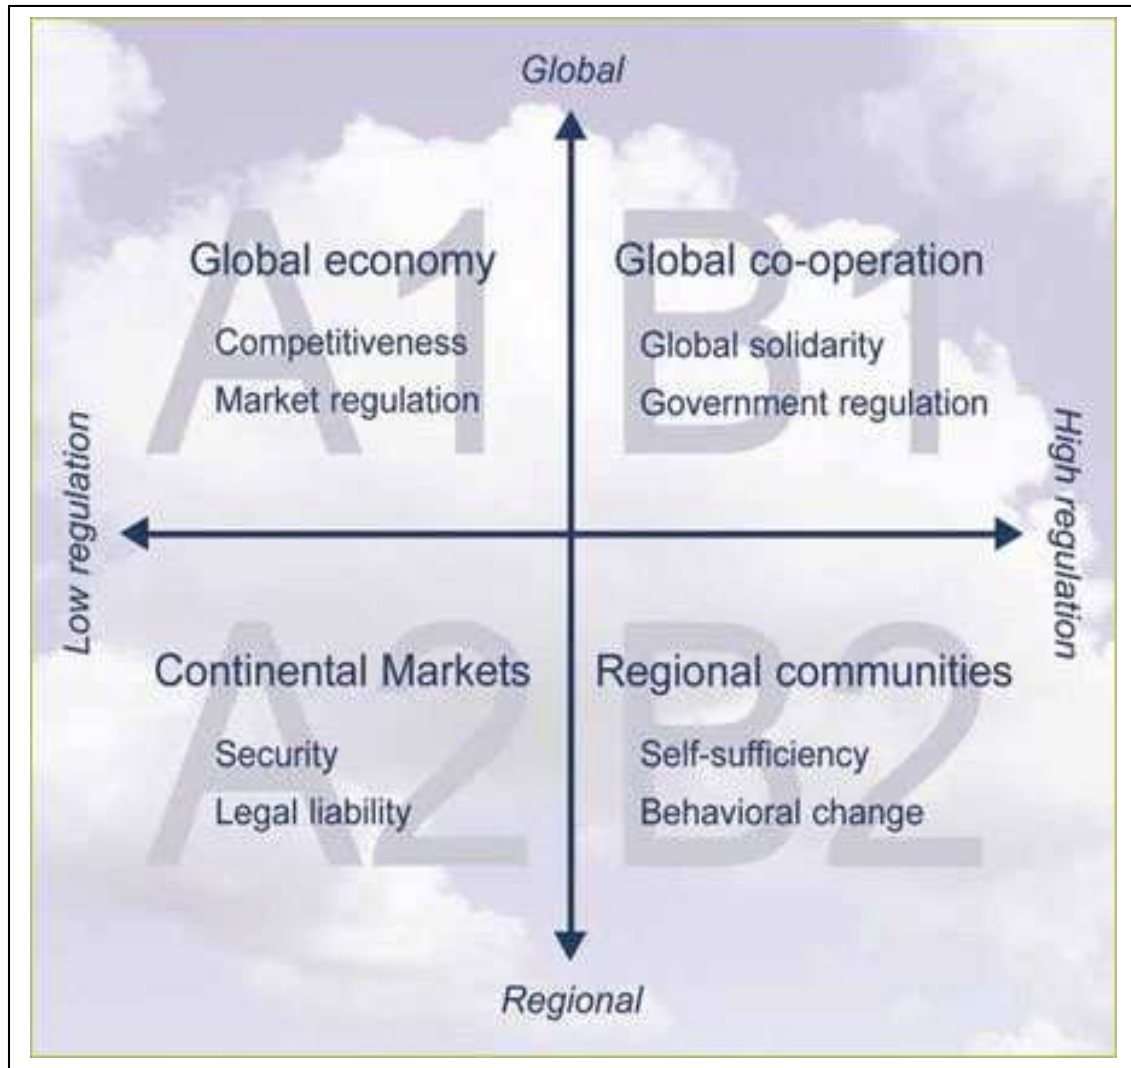 Global
A1
B1
Global economy
Global co-operation
Competitiveness
Global solidarity
Market regulation
Government regulation
Low regulation
High regulation
A2
B2
Continental Markets
Regional communities
Security
Self-sufficiency
Legal liability
Behavioral change
Regional